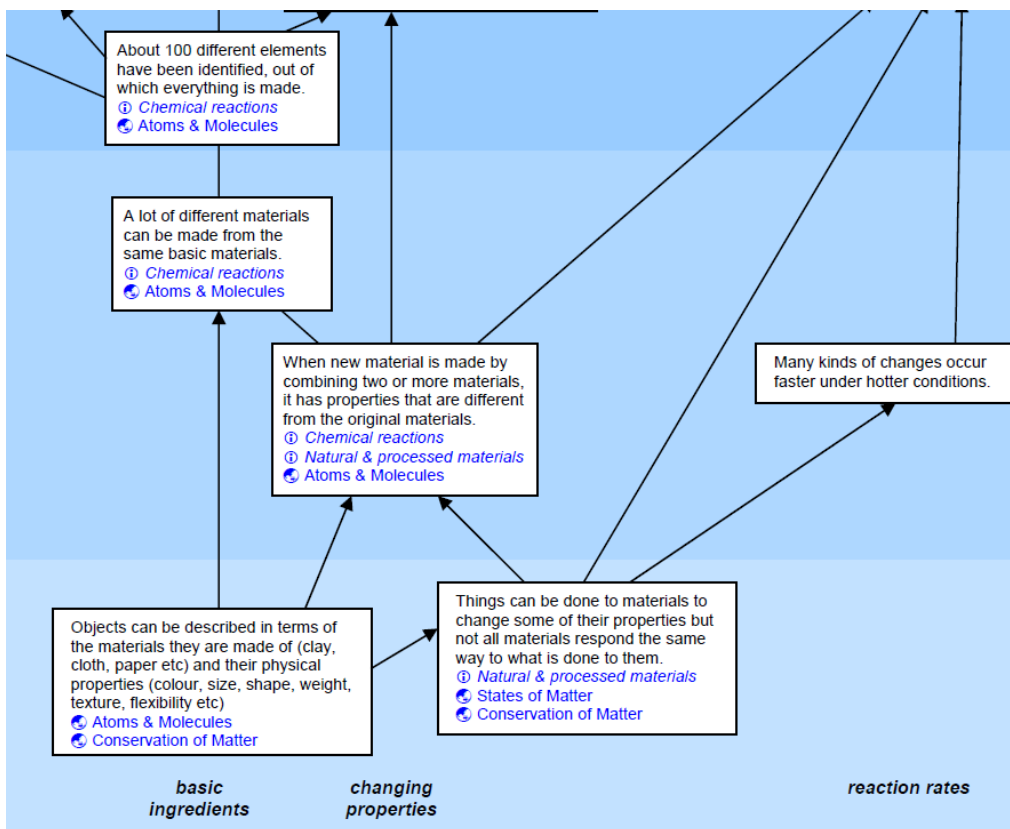 About 100 different elements
have been identified, out of
which everything is made.
Chemical reactions
Atoms & Molecules
A lot of different materials
can be made from the
same basic materials.
Chemical reactions
Atoms & Molecules
When new material is made by
combining two or more materials,
it has properties that are different
from the original materials.
Chemical reactions
Natural & processed materials
Atoms & Molecules
Many kinds of changes occur
faster under hotter conditions.
Things can be done to materials to
change some of their properties but
not all materials respond the same
way to what is done to them.
Natural & processed materials
States of Matter
Conservation of Matter
Objects can be described in terms of
the materials they are made of (clay,
cloth, paper etc) and their physical
properties (colour, size, shape, weight,
texture, flexibility etc)
Atoms & Molecules
Conservation of Matter
basic
ingredients
changing
properties
reaction rates